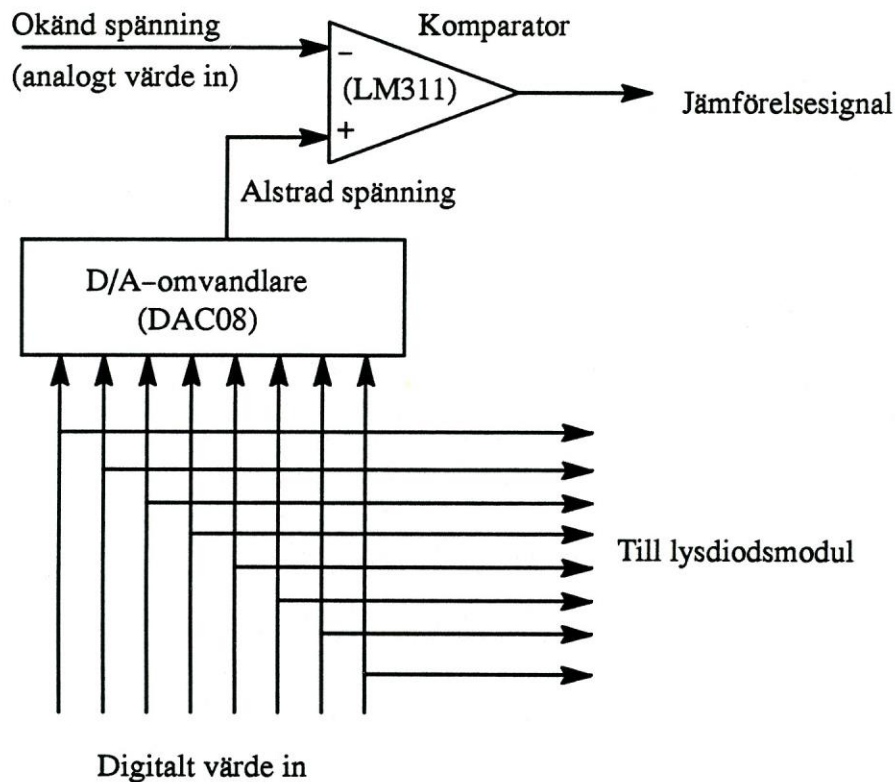 Okänd spänning
(analogt värde in)
Komparator
−
(LM311)
+
Jämförelsesignal
Alstrad spänning
D/A−omvandlare
(DAC08)
Till lysdiodsmodul
Digitalt värde in